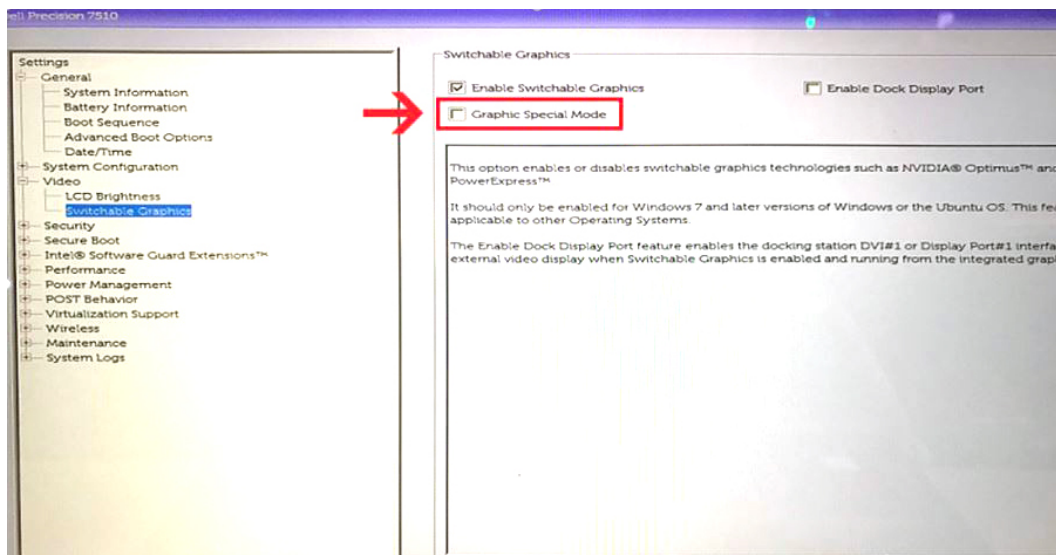 ell Precision 7510
Settings
General
System Information
Battery Information
Boot Sequence
Advanced Boot Options
Date/Time
System Configuration
Video
LCD Brightness
Switchable Graphics
Security
Secure Boot
Intel® Software Guard Extensions™
Performance
Power Management
POST Behavior
Virtualization Support
Wireless
Maintenance
System Logs
Switchable Graphics
Enable Switchable Graphics
Enable Dock Display Port
Graphic Special Mode
This option enables or disables switchable graphics technologies such as NVIDIA® Optimus™ and
PowerExpress™
It should only be enabled for Windows 7 and later versions of Windows or the Ubuntu OS. This fea
applicable to other Operating Systems.
The Enable Dock Display Port feature enables the docking station DVI#1 or Display Port#1 interfa
external video display when Switchable Graphics is enabled and running from the integrated grap